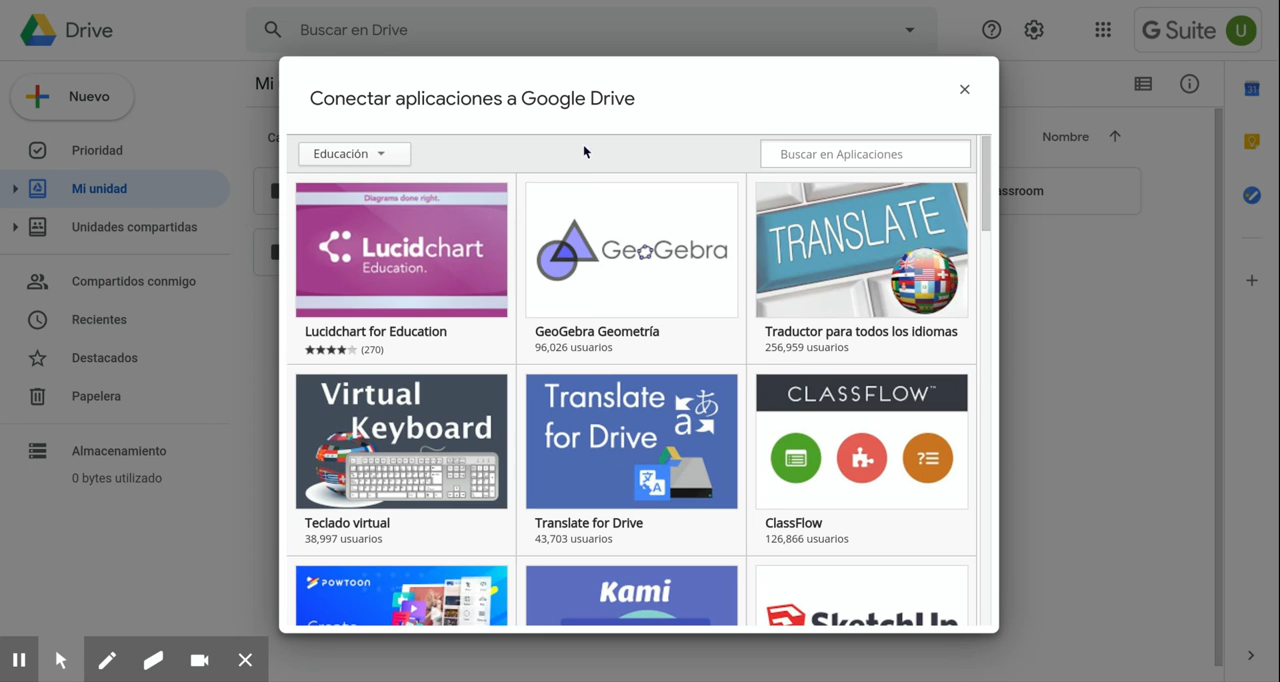 Drive
Buscar en Drive
G Suite
U
Nuevo
Mi
Nombre
Prioridad
Mi unidad
Unidades compartidas
Compartidos conmigo
Recientes
Destacados
Papelera
Almacenamiento
0 bytes utilizado
assroom
31
Conectar aplicaciones a Google Drive
Educación
Buscar en Aplicaciones
Diagrams done right.
Lucidchart
Education.
GeoGebra
TRANSLATE
Lucidchart for Education
(270)
GeoGebra Geometría
96,026 usuarios
Traductor para todos los idiomas
256,959 usuarios
Virtual
Keyboard
Translate
for Drive
CLASSFLOW™
Teclado virtual
38,997 usuarios
Translate for Drive
43,703 usuarios
ClassFlow
126,866 usuarios
POWTOON
Kami
SketchUp